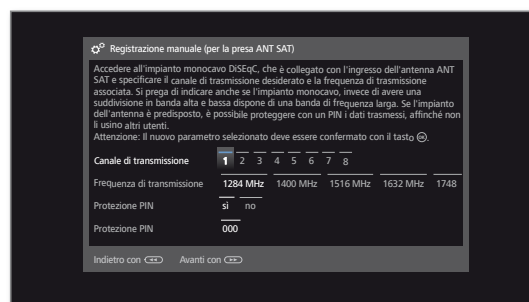 Registrazione manuale (per la presa ANT SAT)
Accedere all'impianto monocavo DiSEqC, che è collegato con l'ingresso dell'antenna ANT
SAT e specificare il canale di trasmissione desiderato e la frequenza di trasmissione
associata. Si prega di indicare anche se l'impianto monocavo, invece di avere una
suddivisione in banda alta e bassa dispone di una banda di frequenza larga. Se l'impianto
dell'antenna è predisposto, è possibile proteggere con un PIN i dati trasmessi, affinché non
li usino altri utenti.
Attenzione: Il nuovo parametro selezionato deve essere confermato con il tasto OK.
Canale di trasmissione 1 2 3 4 5 6 7 8
Frequenza di trasmissione 1284 MHz 1400 MHz 1516 MHz 1632 MHz 1748
Protezione PIN sì no
Protezione PIN 000
Indietro con Avanti con